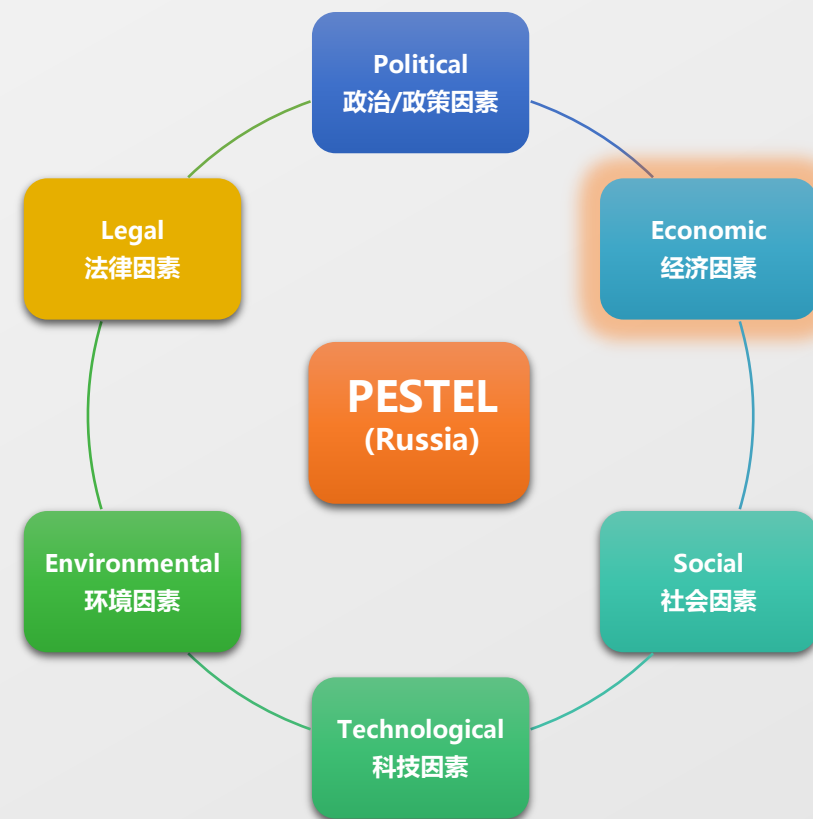 Political
政治/政策因素
Legal
法律因素
Economic
经济因素
PESTEL
(Russia)
Environmental
环境因素
Social
社会因素
Technological
科技因素